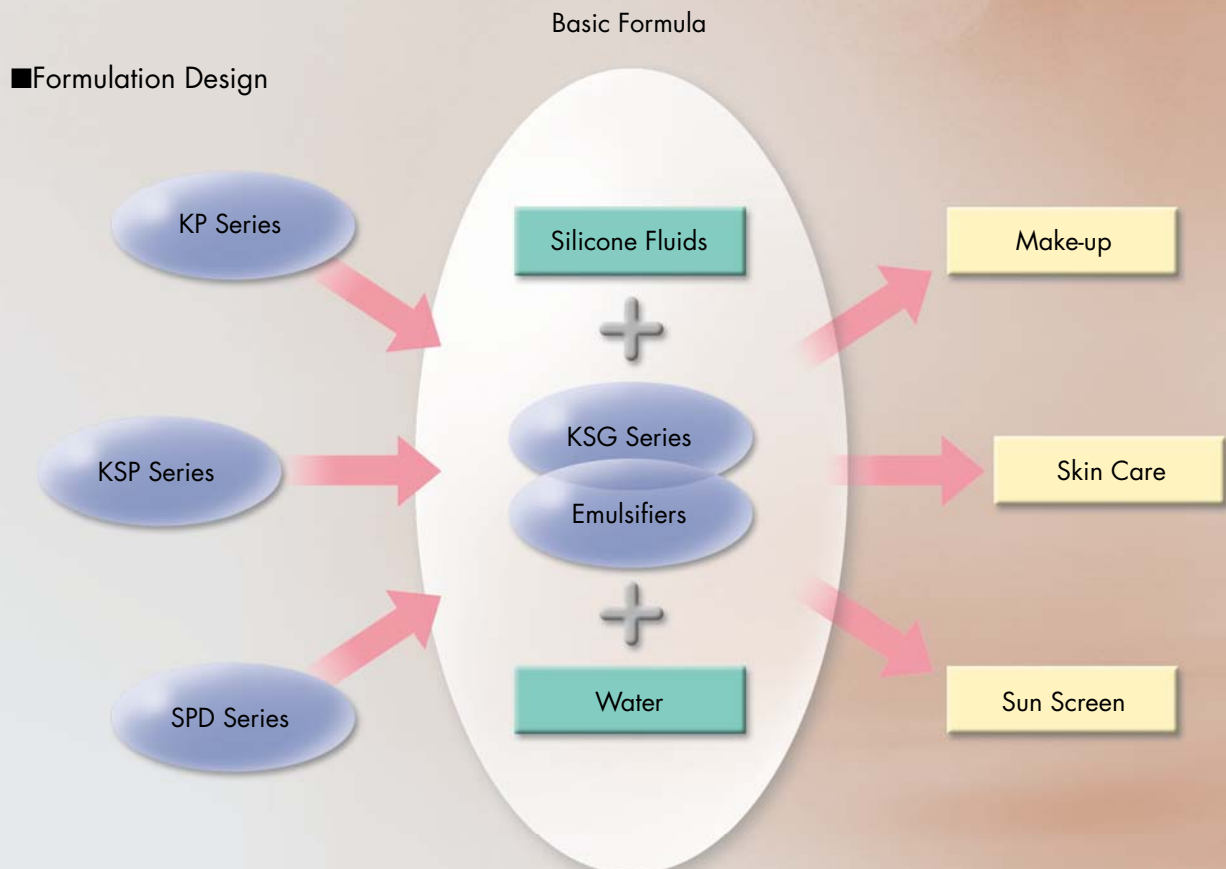 Basic Formula
■Formulation Design
KP Series
Silicone Fluids
Make-up
KSP Series
KSG Series
Emulsifiers
Skin Care
SPD Series
Water
Sun Screen